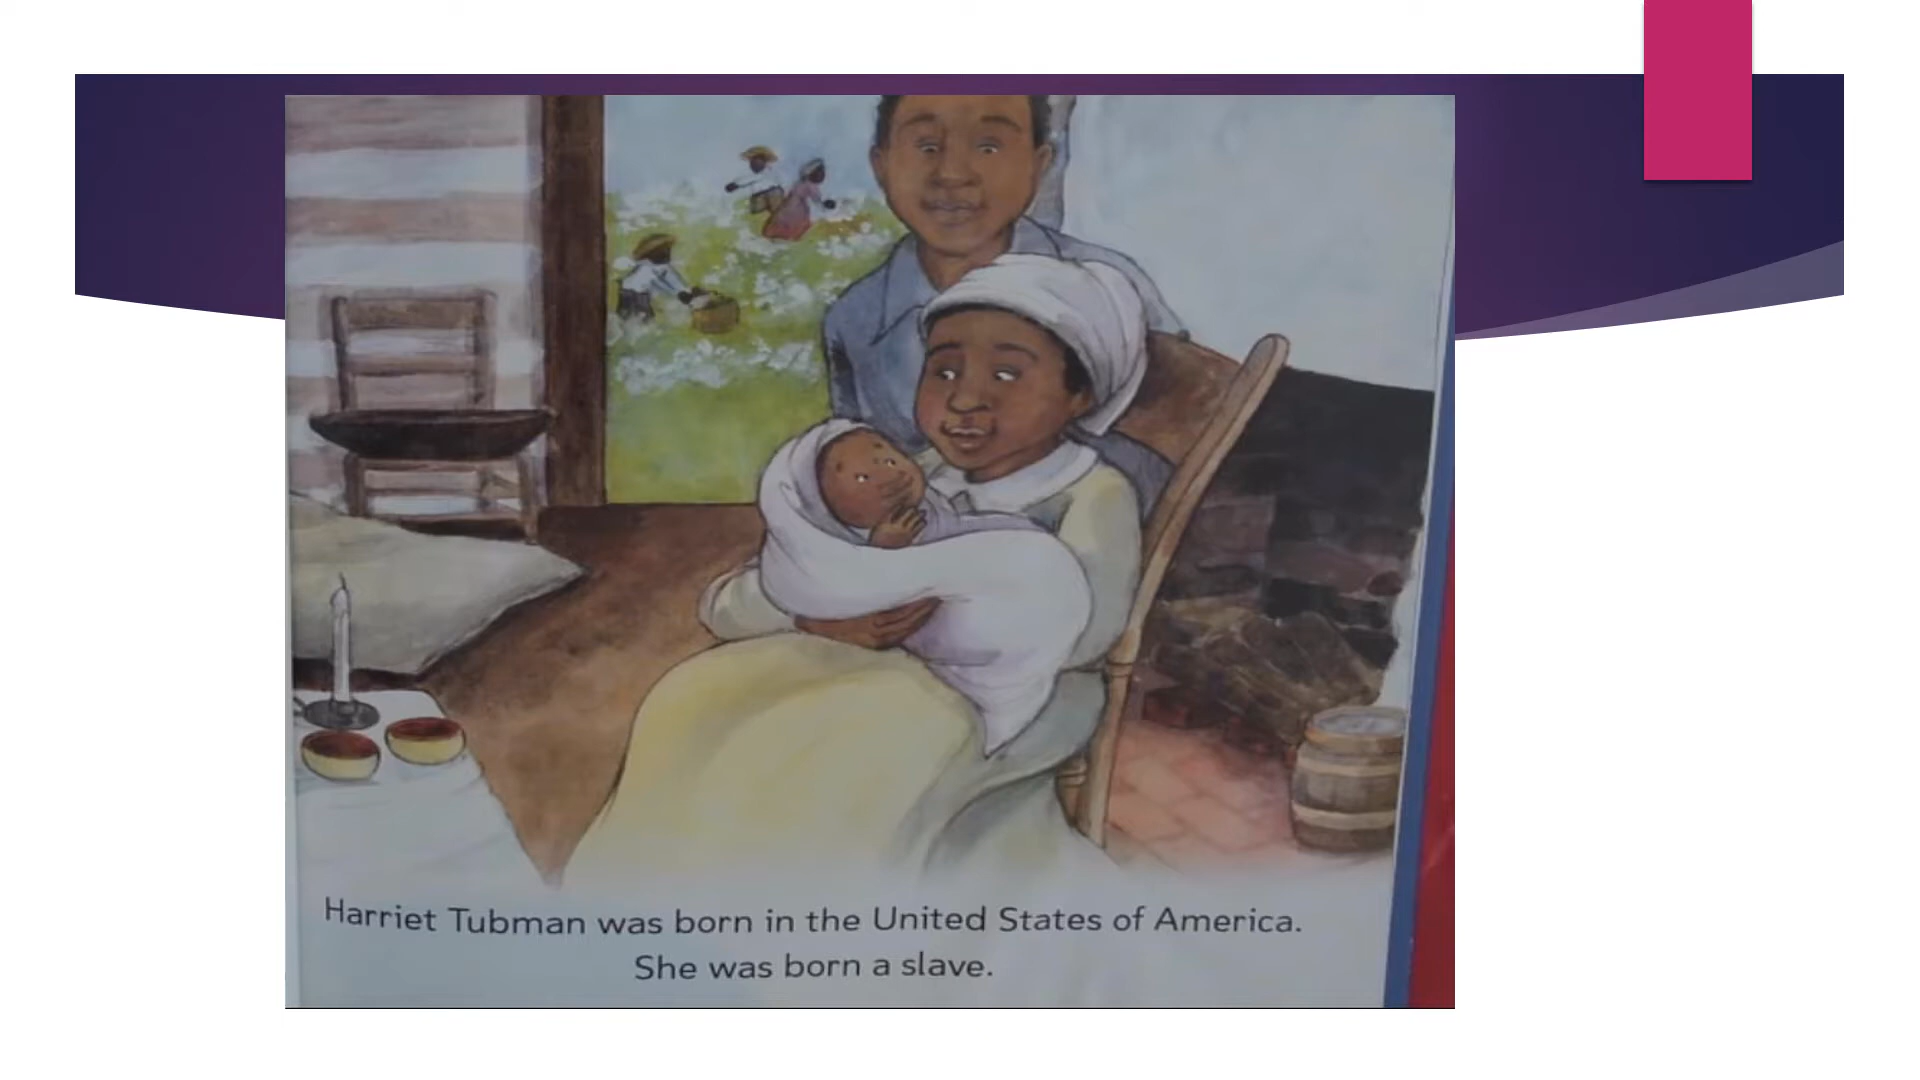 Harriet Tubman was born in the United States of America.
She was born a slave.